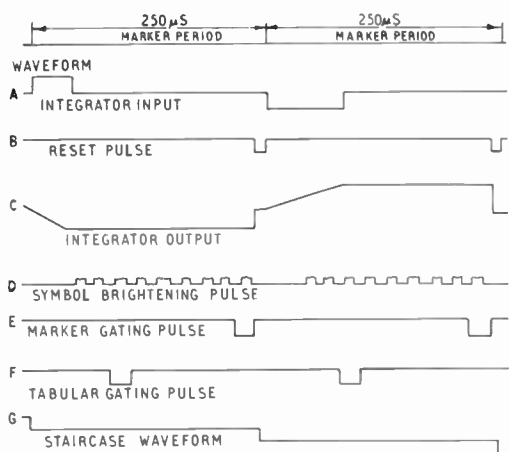 250µS 250µS
MARKER PERIOD MARKER PERIOD
WAVEFORM
A
INTEGRATOR INPUT
B
RESET PULSE
C
INTEGRATOR OUTPUT
D
SYMBOL BRIGHTENING PULSE
E
MARKER GATING PULSE
F
TABULAR GATING PULSE
G
STAIRCASE WAVEFORM